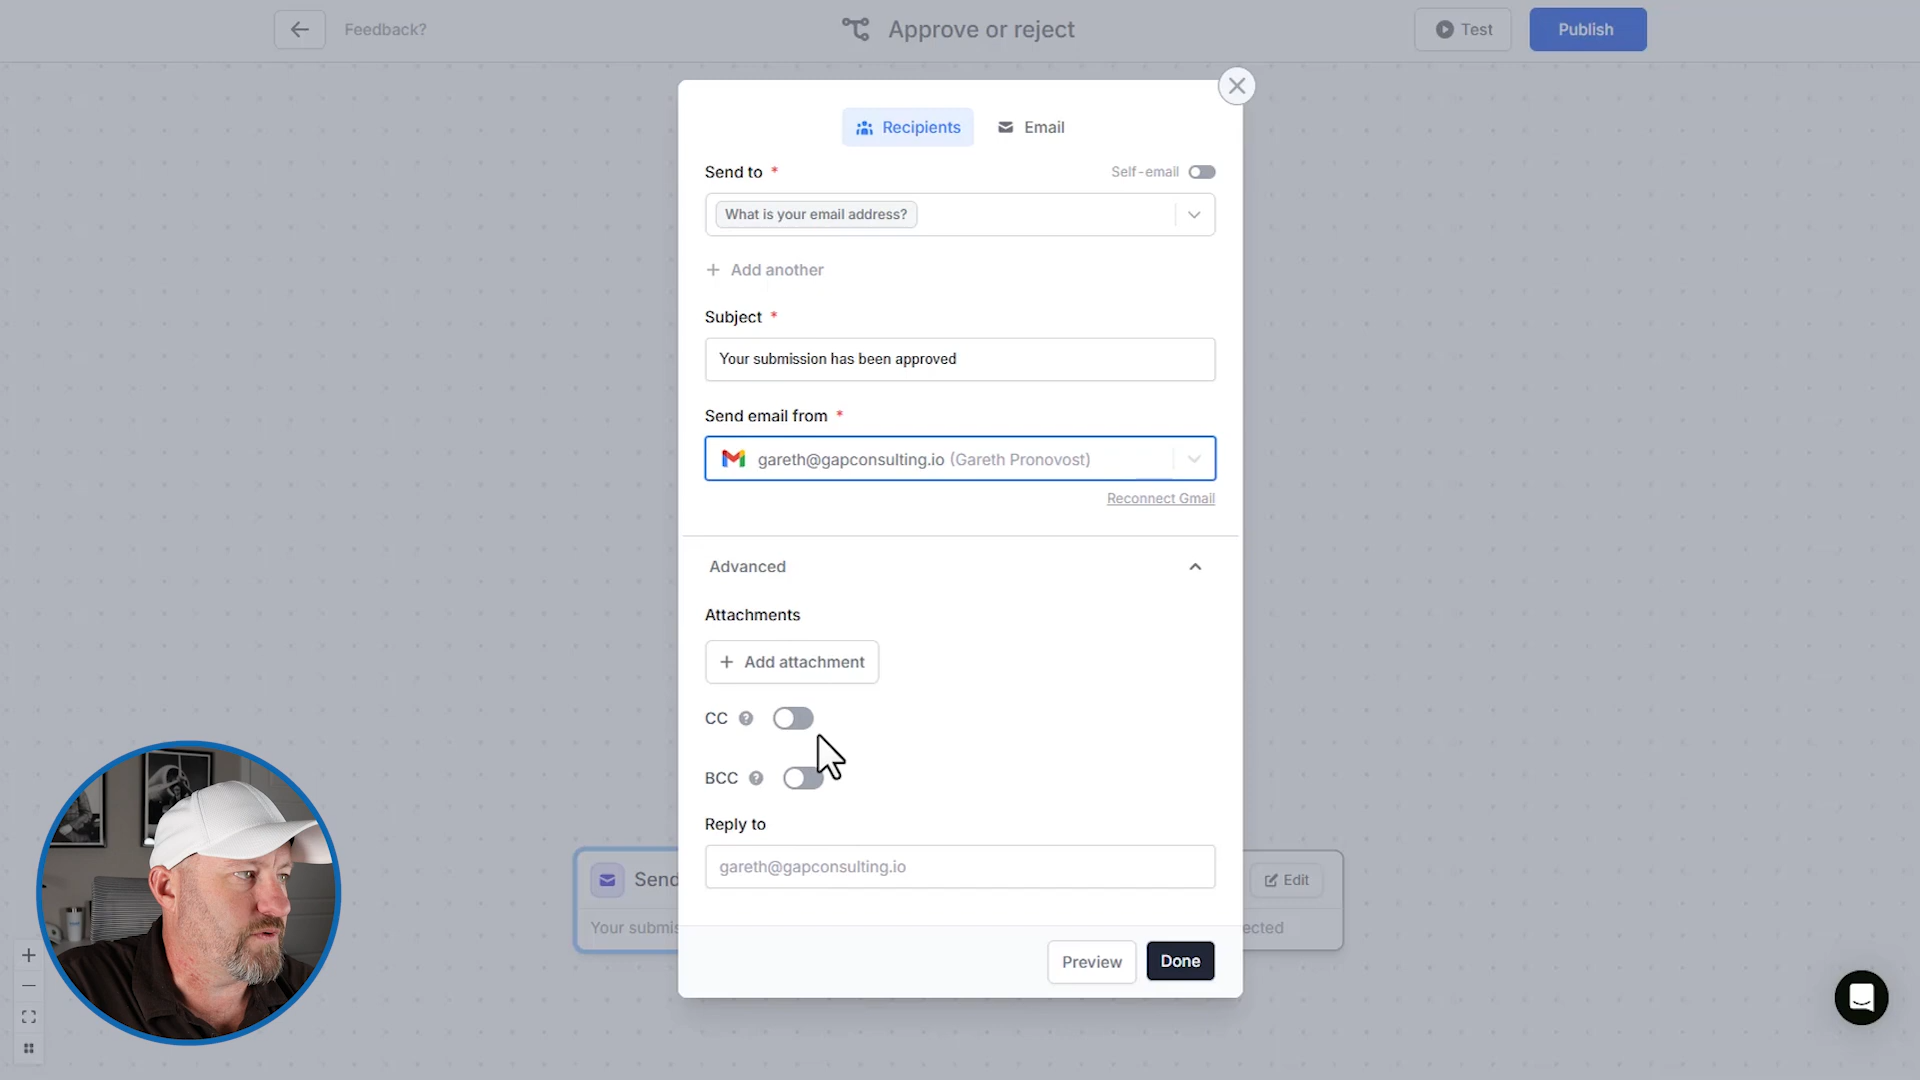 Feedback?
Approve or reject
Test
Publish
Recipients
Email
Send to *
Self-email
What is your email address?
+ Add another
Subject *
Your submission has been approved
Send email from *
gareth@gapconsulting.io (Gareth Pronovost)
Reconnect Gmail
Advanced
Attachments
+ Add attachment
CC
BCC
Reply to
gareth@gapconsulting.io
Send
Edit
Your submis
ected
Preview
Done